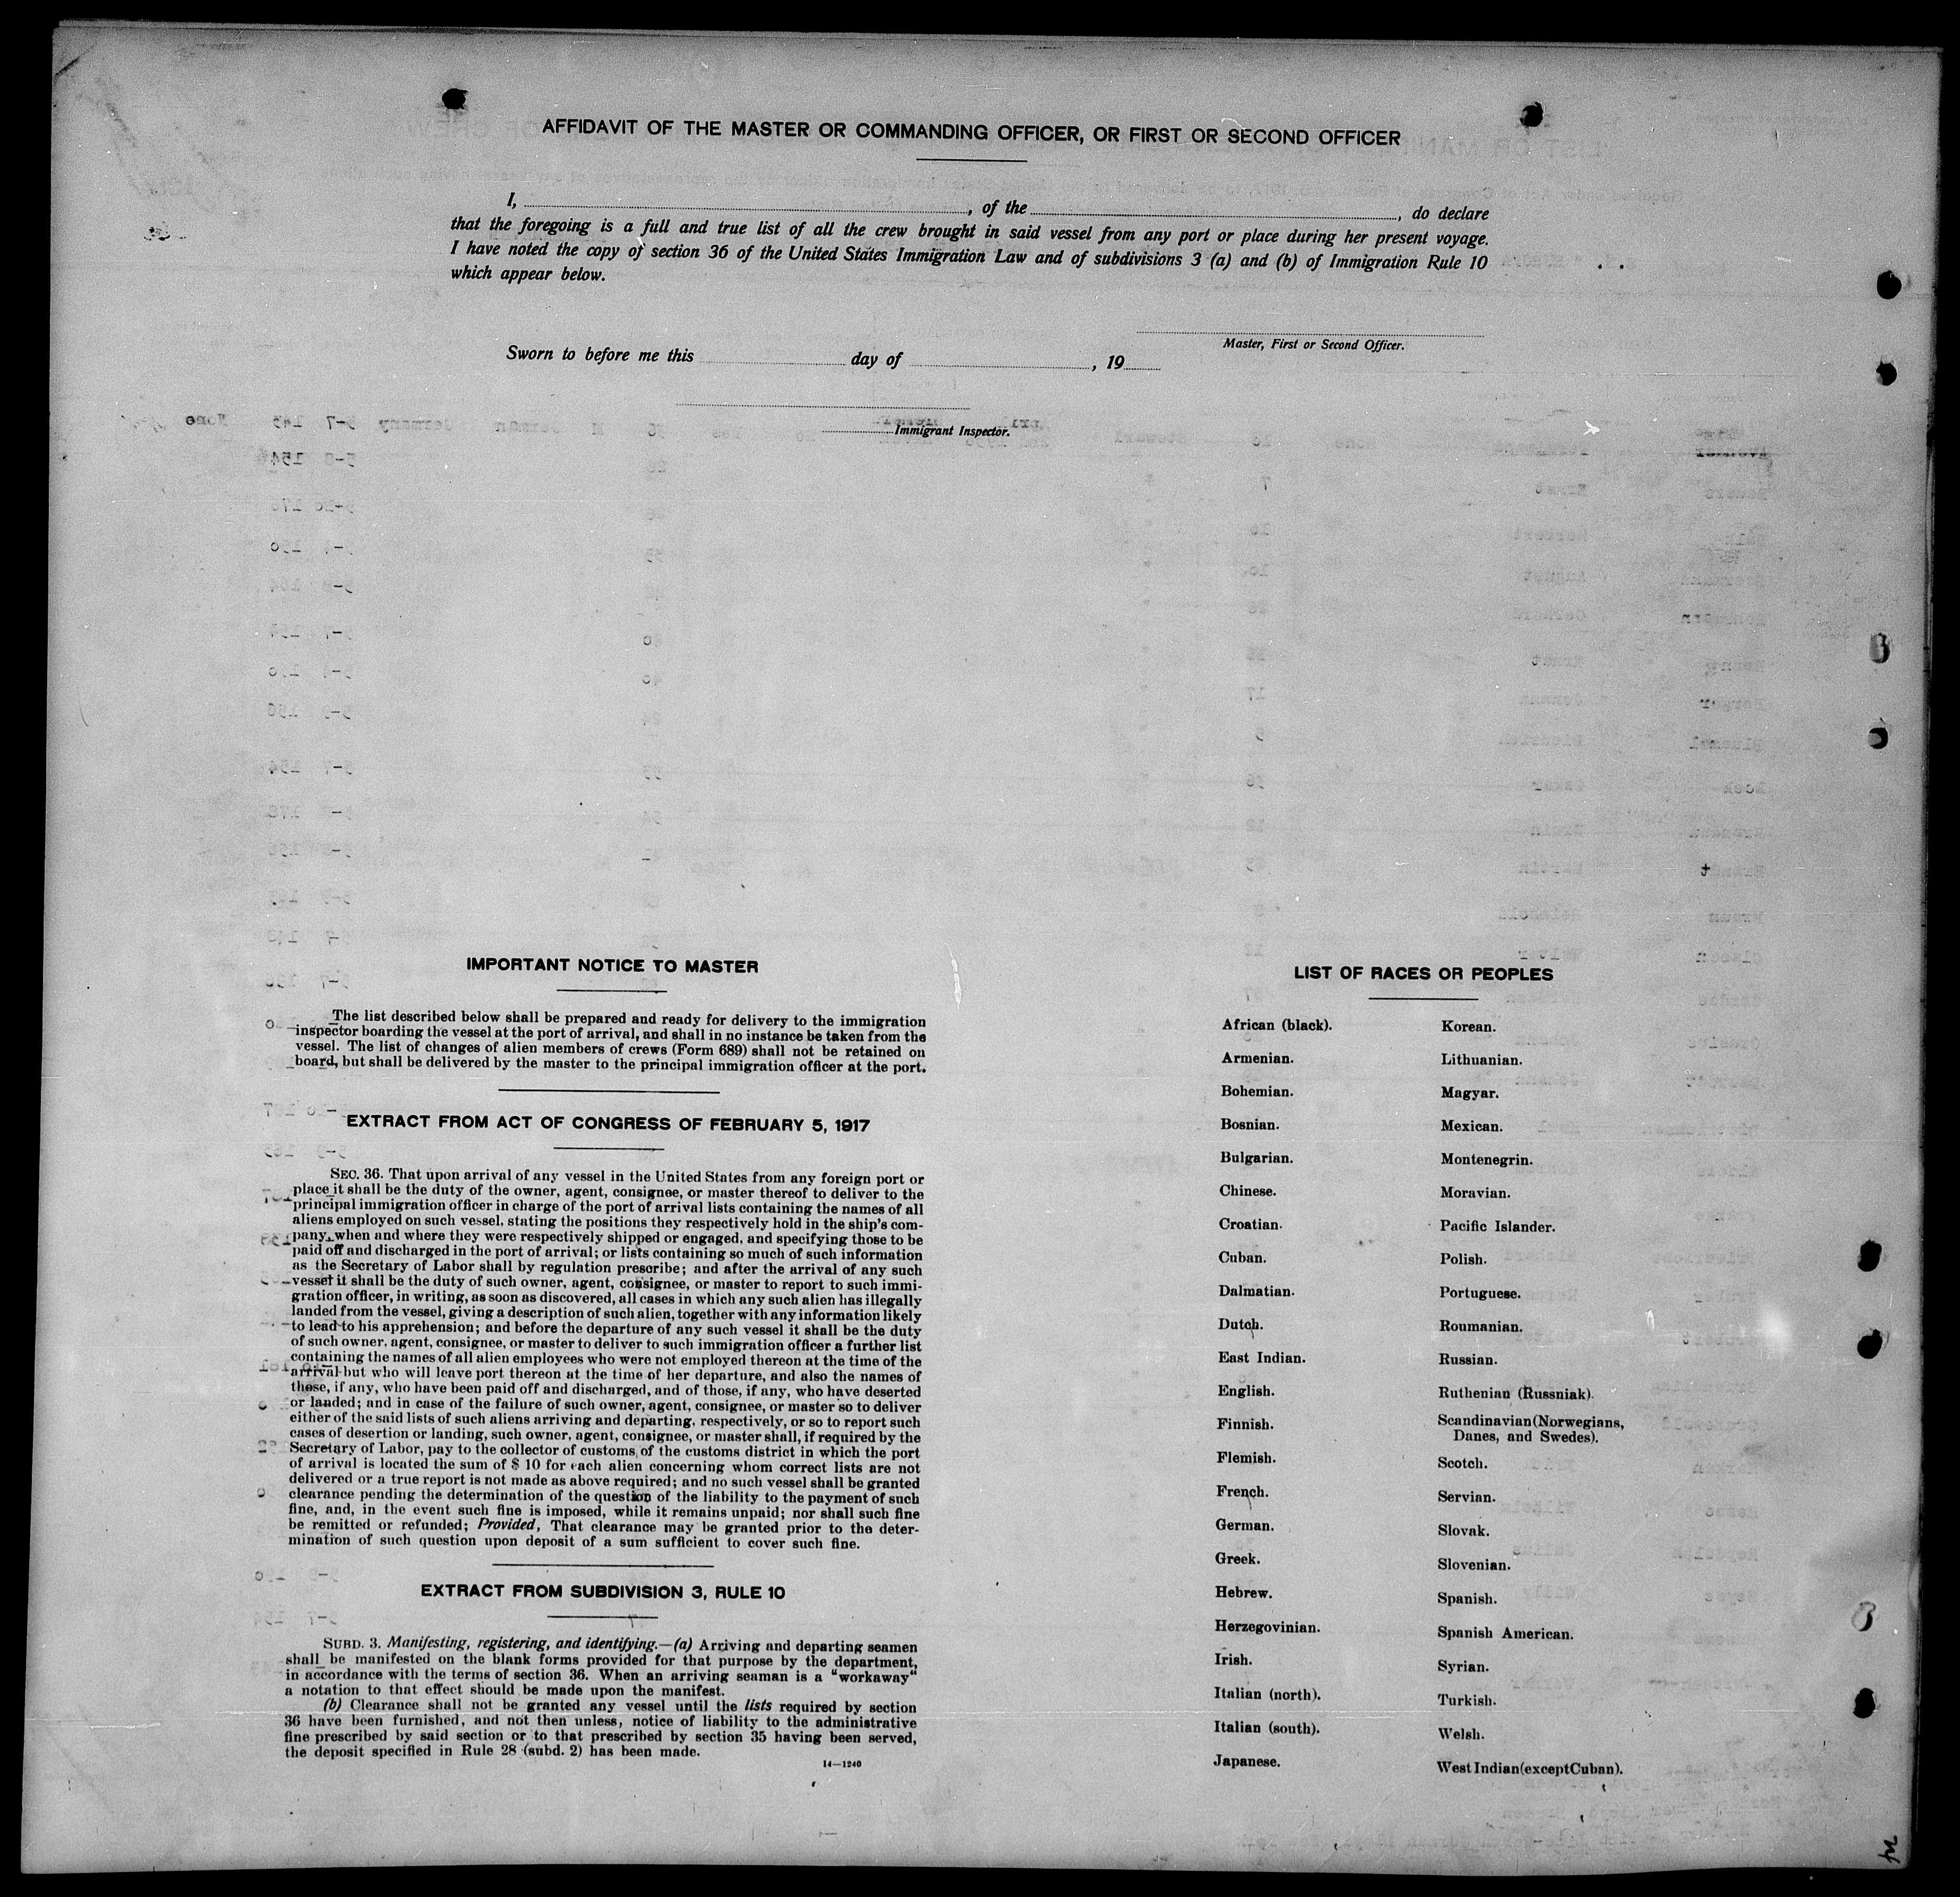 AFFIDAVIT OF THE MASTER OR COMMANDING OFFICER, OR FIRST OR SECOND OFFICER
I, , of the , do declare
that the foregoing is a full and true list of all the crew brought in said vessel from any port or place during her present voyage.
I have noted the copy of section 36 of the United States Immigration Law and of subdivisions 3 (a) and (b) of Immigration Rule 10
which appear below.
Master, First or Second Officer.
Sworn to before me this day of , 19
Immigrant Inspector.
IMPORTANT NOTICE TO MASTER
The list described below shall be prepared and ready for delivery to the immigration
inspector boarding the vessel at the port of arrival, and shall in no instance be taken from the
vessel. The list of changes of alien members of crews (Form 689) shall not be retained on
board, but shall be delivered by the master to the principal immigration officer at the port.
EXTRACT FROM ACT OF CONGRESS OF FEBRUARY 5, 1917
SEC. 36. That upon arrival of any vessel in the United States from any foreign port or
place it shall be the duty of the owner, agent, consignee, or master thereof to deliver to the
principal immigration officer in charge of the port of arrival lists containing the names of all
aliens employed on such vessel, stating the positions they respectively hold in the ship's com-
pany, when and where they were respectively shipped or engaged, and specifying those to be
paid off and discharged in the port of arrival; or lists containing so much of such information
as the Secretary of Labor shall by regulation prescribe; and after the arrival of any such
vessel it shall be the duty of such owner, agent, consignee, or master to report to such immi-
gration officer, in writing, as soon as discovered, all cases in which any such alien has illegally
landed from the vessel, giving a description of such alien, together with any information likely
to lead to his apprehension; and before the departure of any such vessel it shall be the duty
of such owner, agent, consignee, or master to deliver to such immigration officer a further list
containing the names of all alien employees who were not employed thereon at the time of the
arrival but who will leave port thereon at the time of her departure, and also the names of
those, if any, who have been paid off and discharged, and of those, if any, who have deserted
or landed; and in case of the failure of such owner, agent, consignee, or master so to deliver
either of the said lists of such aliens arriving and departing, respectively, or so to report such
cases of desertion or landing, such owner, agent, consignee, or master shall, if required by the
Secretary of Labor, pay to the collector of customs of the customs district in which the port
of arrival is located the sum of $ 10 for each alien concerning whom correct lists are not
delivered or a true report is not made as above required; and no such vessel shall be granted
clearance pending the determination of the question of the liability to the payment of such
fine, and, in the event such fine is imposed, while it remains unpaid; nor shall such fine
be remitted or refunded; Provided, That clearance may be granted prior to the deter-
mination of such question upon deposit of a sum sufficient to cover such fine.
EXTRACT FROM SUBDIVISION 3, RULE 10
SUBD. 3. Manifesting, registering, and identifying.—(a) Arriving and departing seamen
shall be manifested on the blank forms provided for that purpose by the department,
in accordance with the terms of section 36. When an arriving seaman is a "workaway"
a notation to that effect should be made upon the manifest.
(b) Clearance shall not be granted any vessel until the lists required by section
36 have been furnished, and not then unless, notice of liability to the administrative
fine prescribed by said section or to that prescribed by section 35 having been served,
the deposit specified in Rule 28 (subd. 2) has been made.
14—1240
LIST OF RACES OR PEOPLES
African (black).
Armenian.
Bohemian.
Bosnian.
Bulgarian.
Chinese.
Croatian.
Cuban.
Dalmatian.
Dutch.
East Indian.
English.
Finnish.
Flemish.
French.
German.
Greek.
Hebrew.
Herzegovinian.
Irish.
Italian (north).
Italian (south).
Japanese.
Korean.
Lithuanian.
Magyar.
Mexican.
Montenegrin.
Moravian.
Pacific Islander.
Polish.
Portuguese.
Roumanian.
Russian.
Ruthenian (Russniak).
Scandinavian (Norwegians,
Danes, and Swedes).
Scotch.
Servian.
Slovak.
Slovenian.
Spanish.
Spanish American.
Syrian.
Turkish.
Welsh.
West Indian (except Cuban).